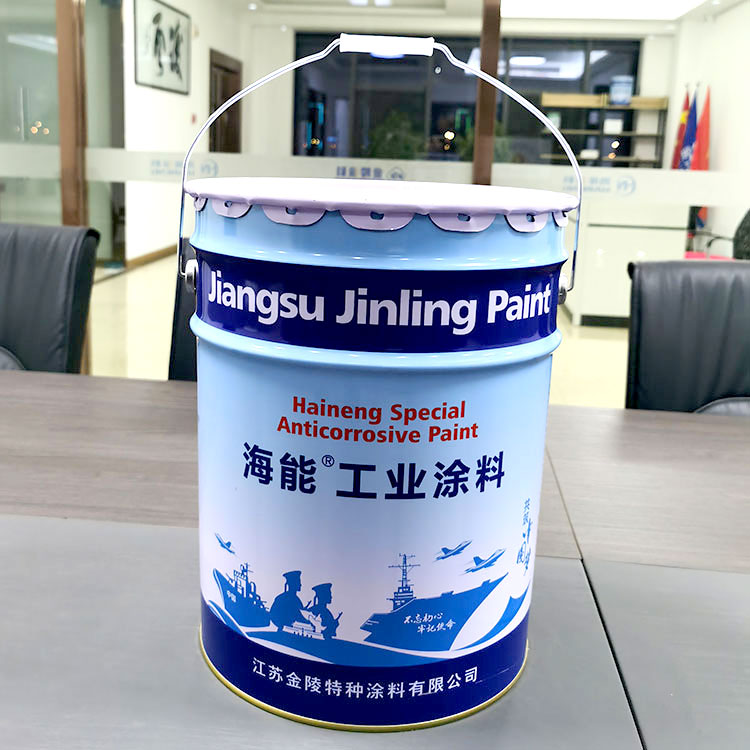 Jiangsu Jinling Paint
Haineng Special
Anticorrosive Paint
海能®工业涂料
不忘初心
牢记使命
江苏金陵特种涂料有限公司